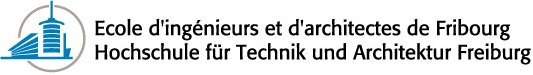 Ecole d'ingénieurs et d'architectes de Fribourg
Hochschule für Technik und Architektur Freiburg